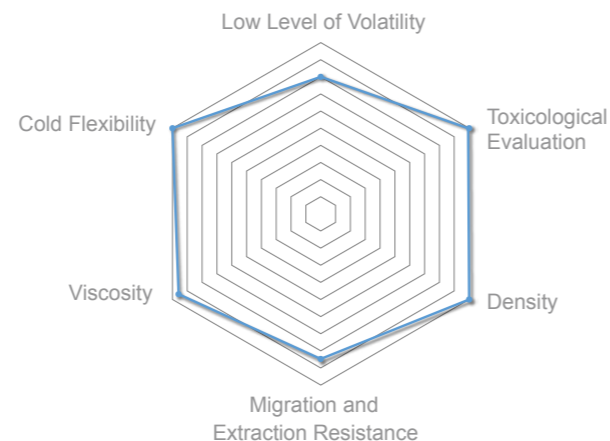 Low Level of Volatility
Cold Flexibility
Toxicological
Evaluation
Viscosity
Density
Migration and
Extraction Resistance